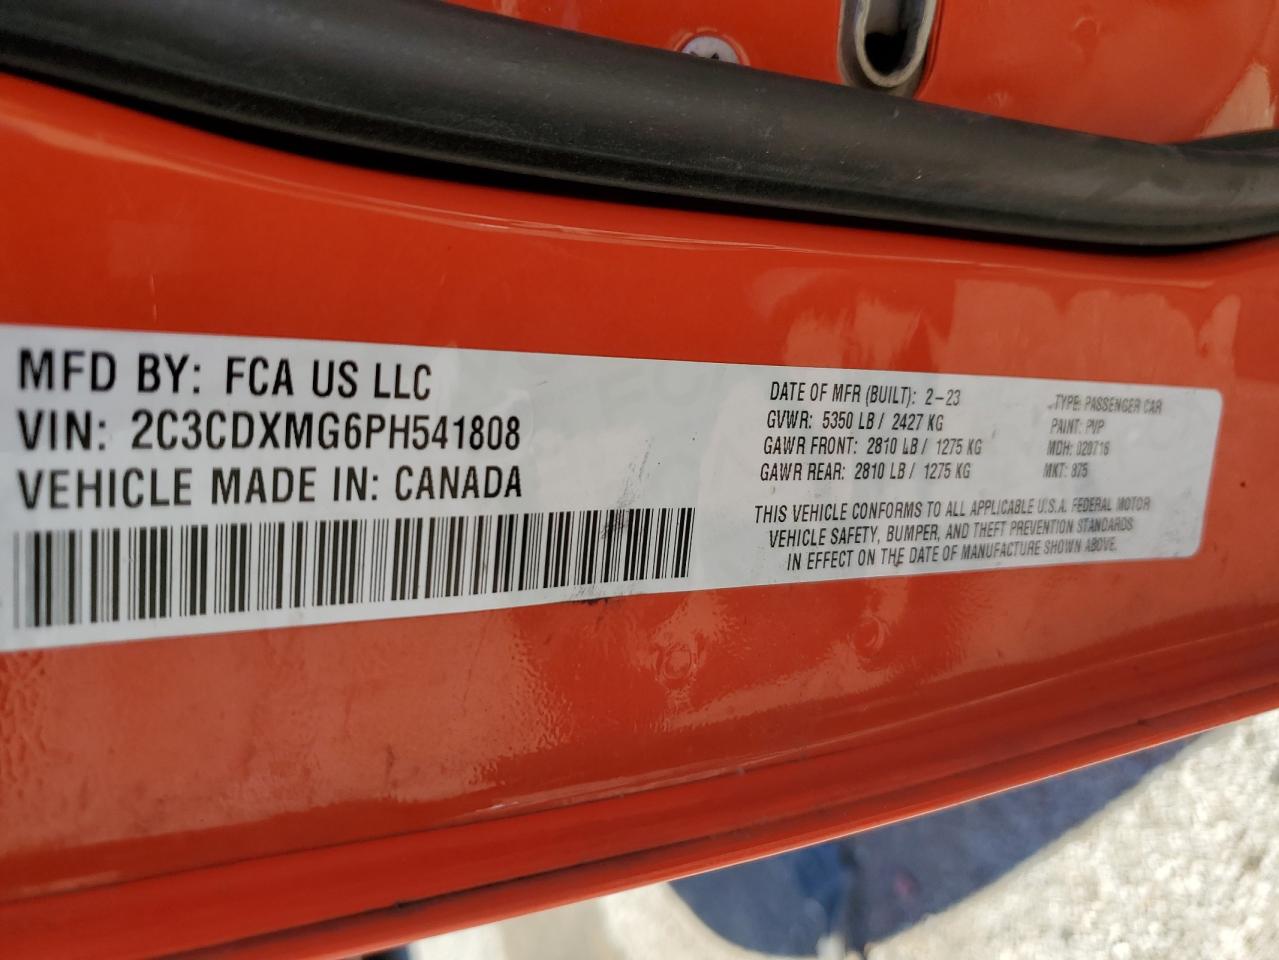 MFD BY: FCA US LLC
VIN: 2C3CDXMG6PH541808
VEHICLE MADE IN: CANADA
DATE OF MFR (BUILT): 2-23
GVWR: 5350 LB / 2427 KG
GAWR FRONT: 2810 LB / 1275 KG
GAWR REAR: 2810 LB / 1275 KG
TYPE: PASSENGER CAR
PAINT: PVP
MDH: 020716
MKT: 875
THIS VEHICLE CONFORMS TO ALL APPLICABLE U.S.A. FEDERAL MOTOR
VEHICLE SAFETY, BUMPER, AND THEFT PREVENTION STANDARDS
IN EFFECT ON THE DATE OF MANUFACTURE SHOWN ABOVE.